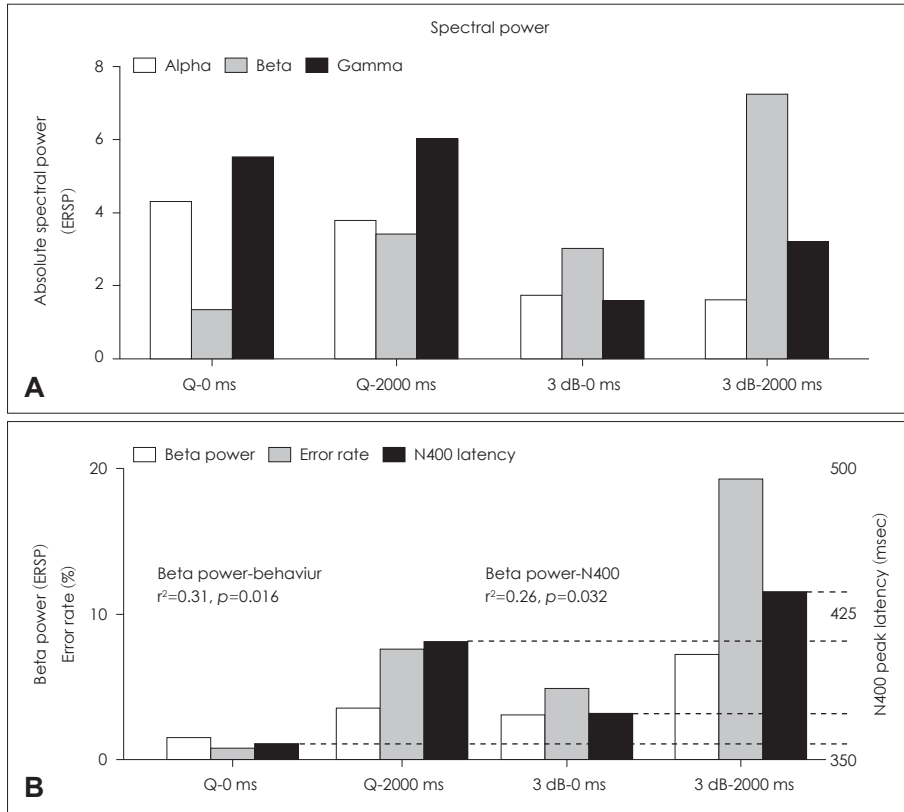 Spectral power
Alpha Beta Gamma
Absolute spectral power
(ERSP)
8
6
4
2
0
Q-0 ms Q-2000 ms 3 dB-0 ms 3 dB-2000 ms
A
Beta power Error rate N400 latency
Beta power (ERSP)
Error rate (%)
20
10
0
Beta power-behaviur
r²=0.31, p=0.016
Beta power-N400
r²=0.26, p=0.032
500
425
350
N400 peak latency (msec)
Q-0 ms Q-2000 ms 3 dB-0 ms 3 dB-2000 ms
B